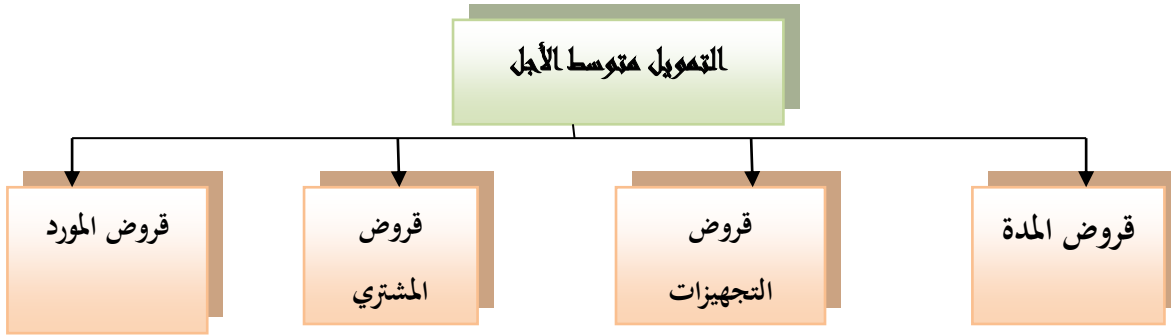 التمويل متوسط الأجل
قروض المدة
قروض
التجهيزات
قروض
المشتري
قروض المورد